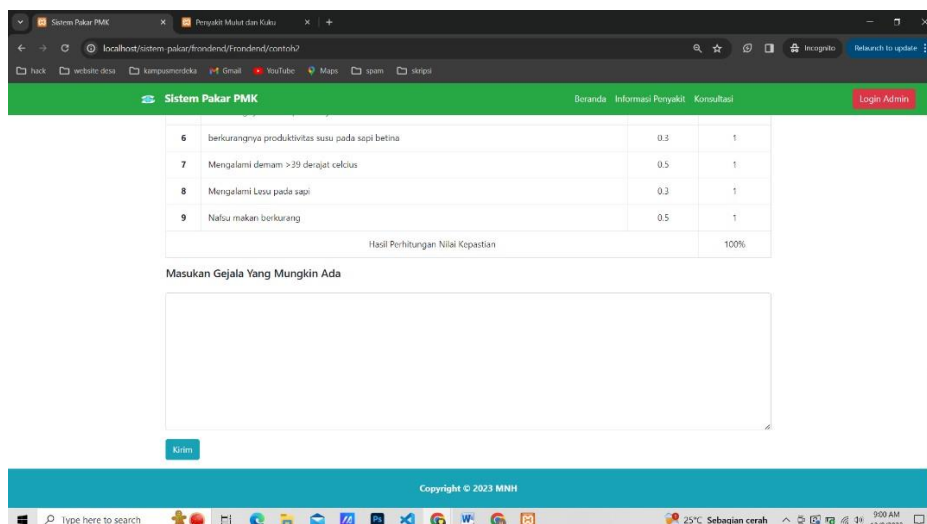 Sistem Pakar PMK
Penyakit Mulut dan Kuku
localhost/sistem-pakar/frondend/Frondend/contoh2
Incognito
Relaunch to update
hack
website desa
kampusmerdeka
Gmail
YouTube
Maps
spam
skripsi
Sistem Pakar PMK
Beranda Informasi Penyakit Konsultasi
Login Admin
6 berkurangnya produktivitas susu pada sapi betina 0.3 1
7 Mengalami demam >39 derajat celcius 0.5 1
8 Mengalami Lesu pada sapi 0.3 1
9 Nafsu makan berkurang 0.5 1
Hasil Perhitungan Nilai Kepastian 100%
Masukan Gejala Yang Mungkin Ada
Kirim
Copyright © 2023 MNH
Type here to search
25°C Sebagian cerah
9:00 AM